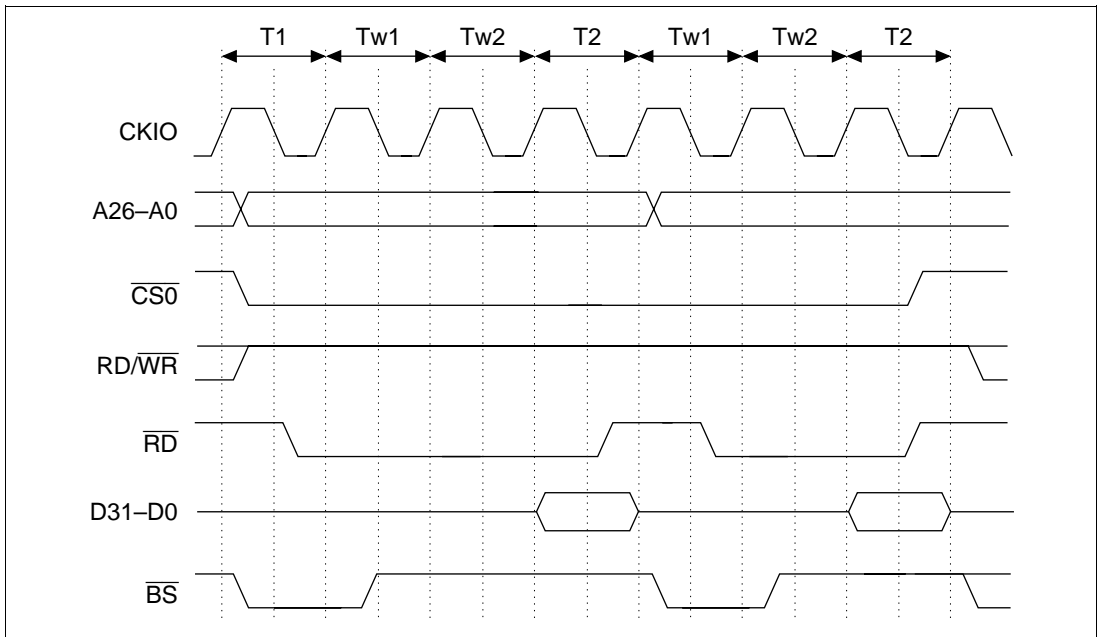 T1 Tw1 Tw2 T2 Tw1 Tw2 T2
CKIO
A26–A0
CS0
RD/WR
RD
D31–D0
BS